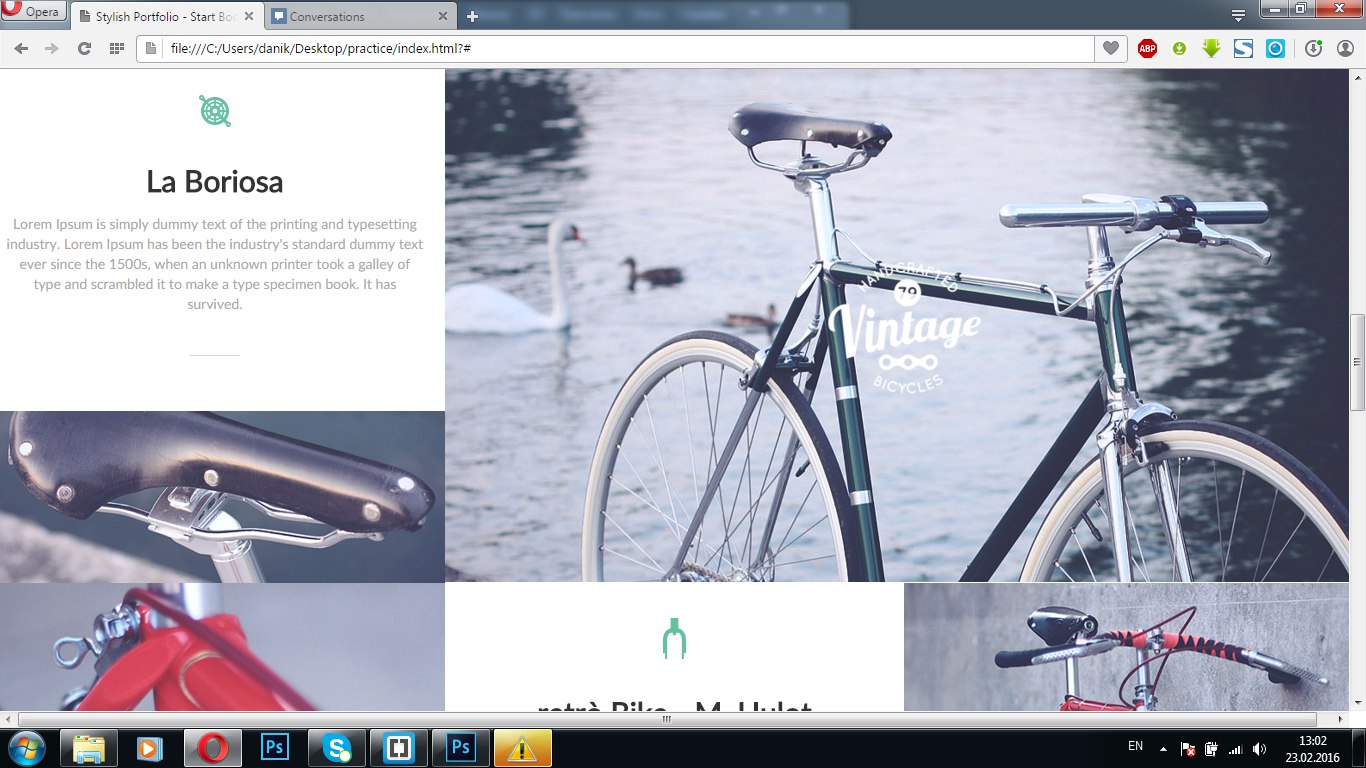 Opera
Stylish Portfolio - Start Boo
Conversations
file:///C:/Users/danik/Desktop/practice/index.html?#
ABP
S
La Boriosa
Lorem Ipsum is simply dummy text of the printing and typesetting
industry. Lorem Ipsum has been the industry's standard dummy text
ever since the 1500s, when an unknown printer took a galley of
type and scrambled it to make a type specimen book. It has
survived.
HANDCRAFTED
79
Vintage
BICYCLES
retrò Bike - M. Hulot
Ps
S
Ps
EN
13:02
23.02.2016